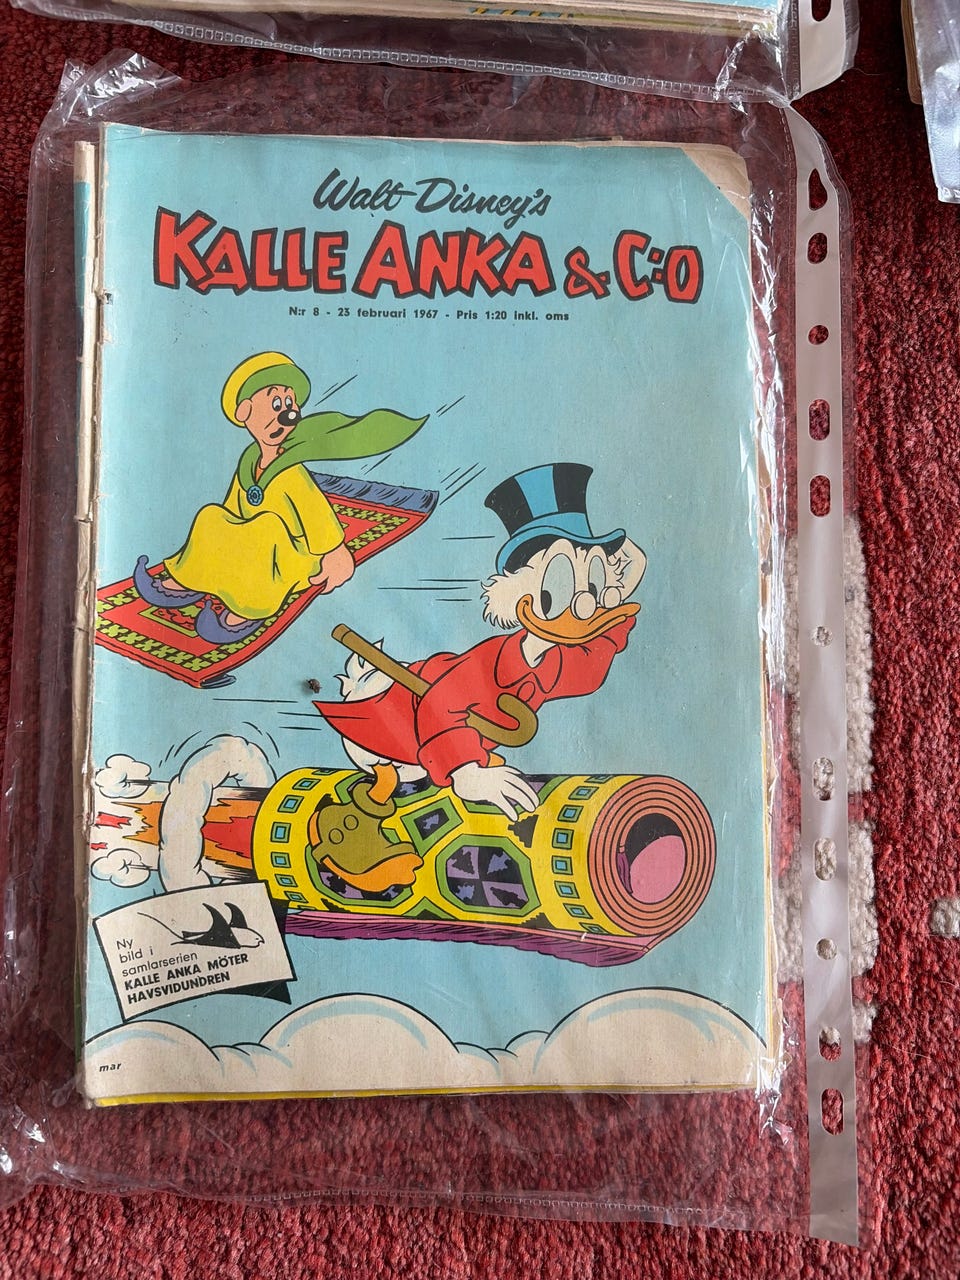 Walt Disney's
KALLE ANKA & C:O
N:r 8 - 23 februari 1967 - Pris 1:20 inkl. oms
Ny
bild i
samlarserien
KALLE ANKA MÖTER
HAVSVIDUNDREN
mar